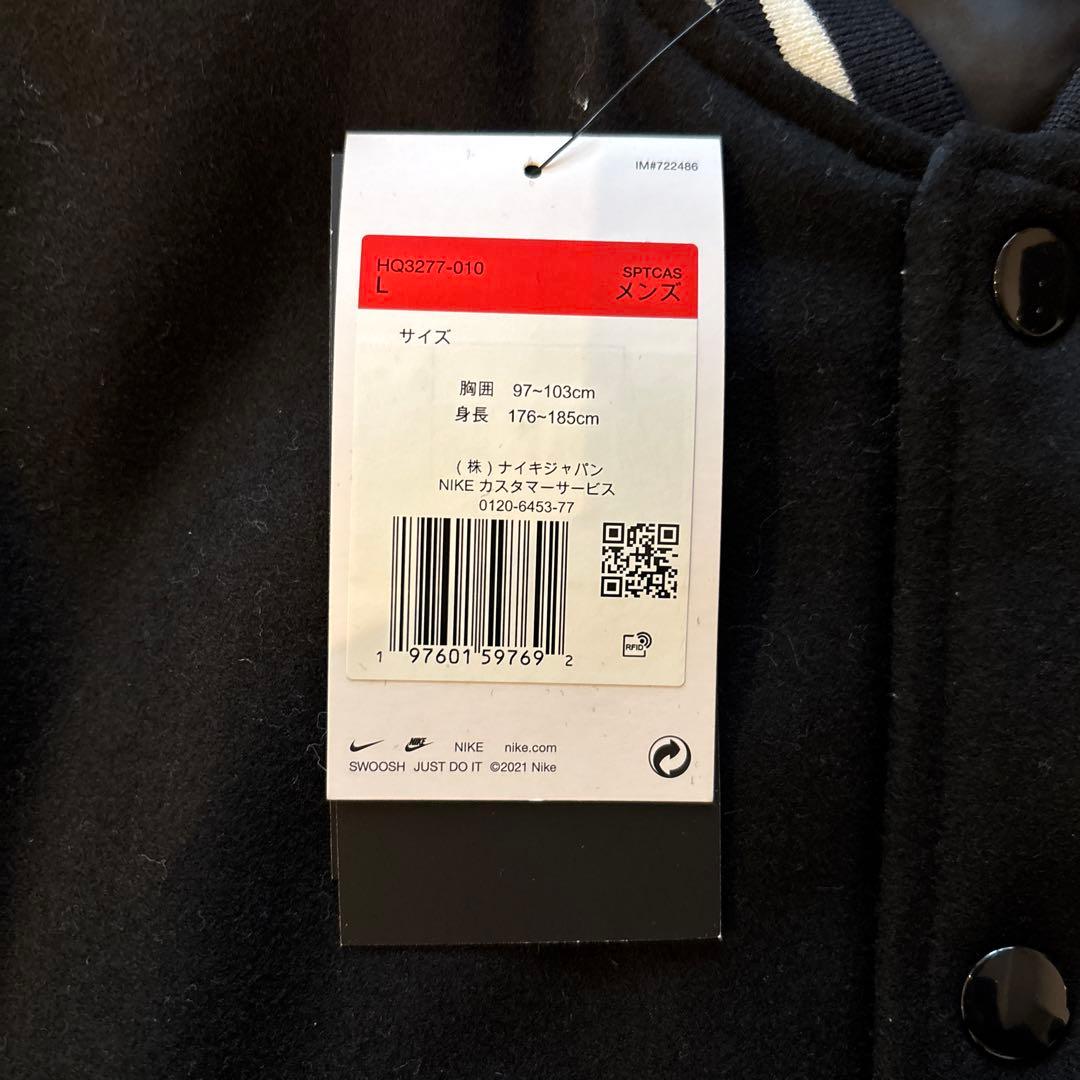 IM#722486
HQ3277-010
L
SPTCAS
メンズ
サイズ
胸囲 97~103cm
身長 176~185cm
(株)ナイキジャパン
NIKE カスタマーサービス
0120-6453-77
1 97601 59769 2
RFID
NIKE
NIKE nike.com
SWOOSH JUST DO IT ©2021 Nike